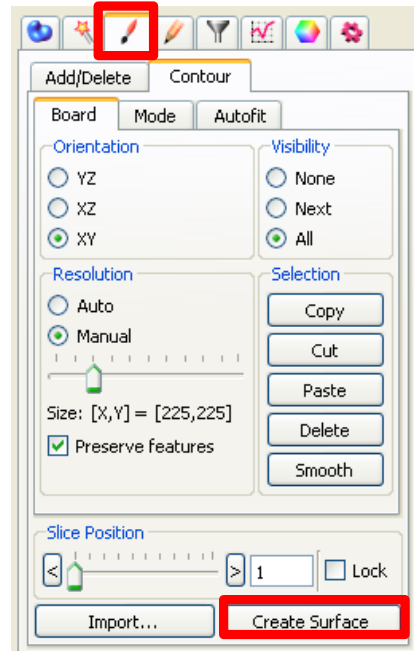 Add/Delete Contour
Board Mode Autofit
Orientation
YZ
XZ
XY
Visibility
None
Next
All
Resolution
Auto
Manual
Size: [X,Y] = [225,225]
Preserve features
Selection
Copy
Cut
Paste
Delete
Smooth
Slice Position
< > 1 Lock
Import... Create Surface